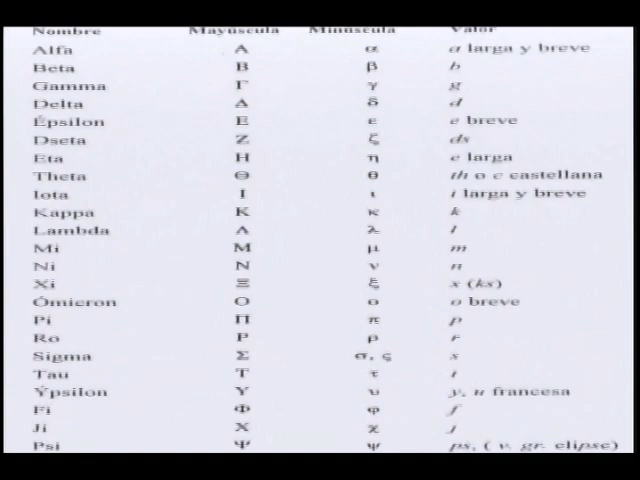 Nombre Mayúscula Minúscula Valor
Alfa Α α a larga y breve
Beta Β β b
Gamma Γ γ g
Delta Δ δ d
Épsilon Ε ε e breve
Dseta Ζ ζ ds
Eta Η η e larga
Theta Θ θ th o c castellana
Iota Ι ι i larga y breve
Kappa Κ κ k
Lambda Λ λ l
Mi Μ μ m
Ni Ν ν n
Xi Ξ ξ x (ks)
Ómicron Ο ο o breve
Pi Π π p
Ro Ρ ρ r
Sigma Σ σ, ς s
Tau Τ τ t
Ýpsilon Υ υ y, u francesa
Fi Φ φ f
Ji Χ χ j
Psi Ψ ψ ps, ( v. gr. elipse)